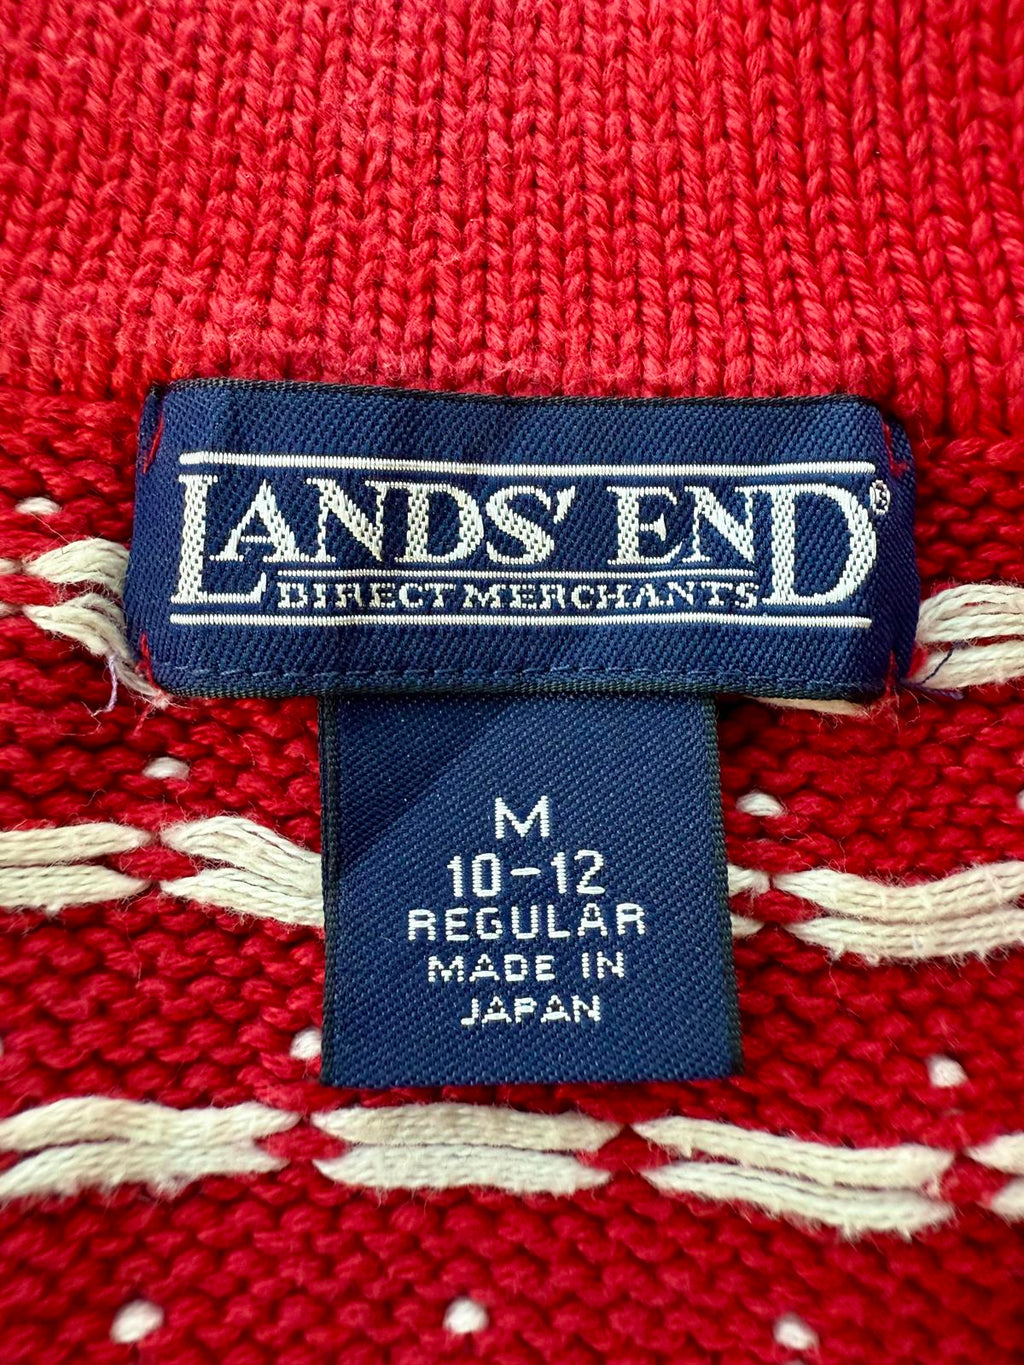 LANDS' END®
DIRECT MERCHANTS
M
10-12
REGULAR
MADE IN
JAPAN